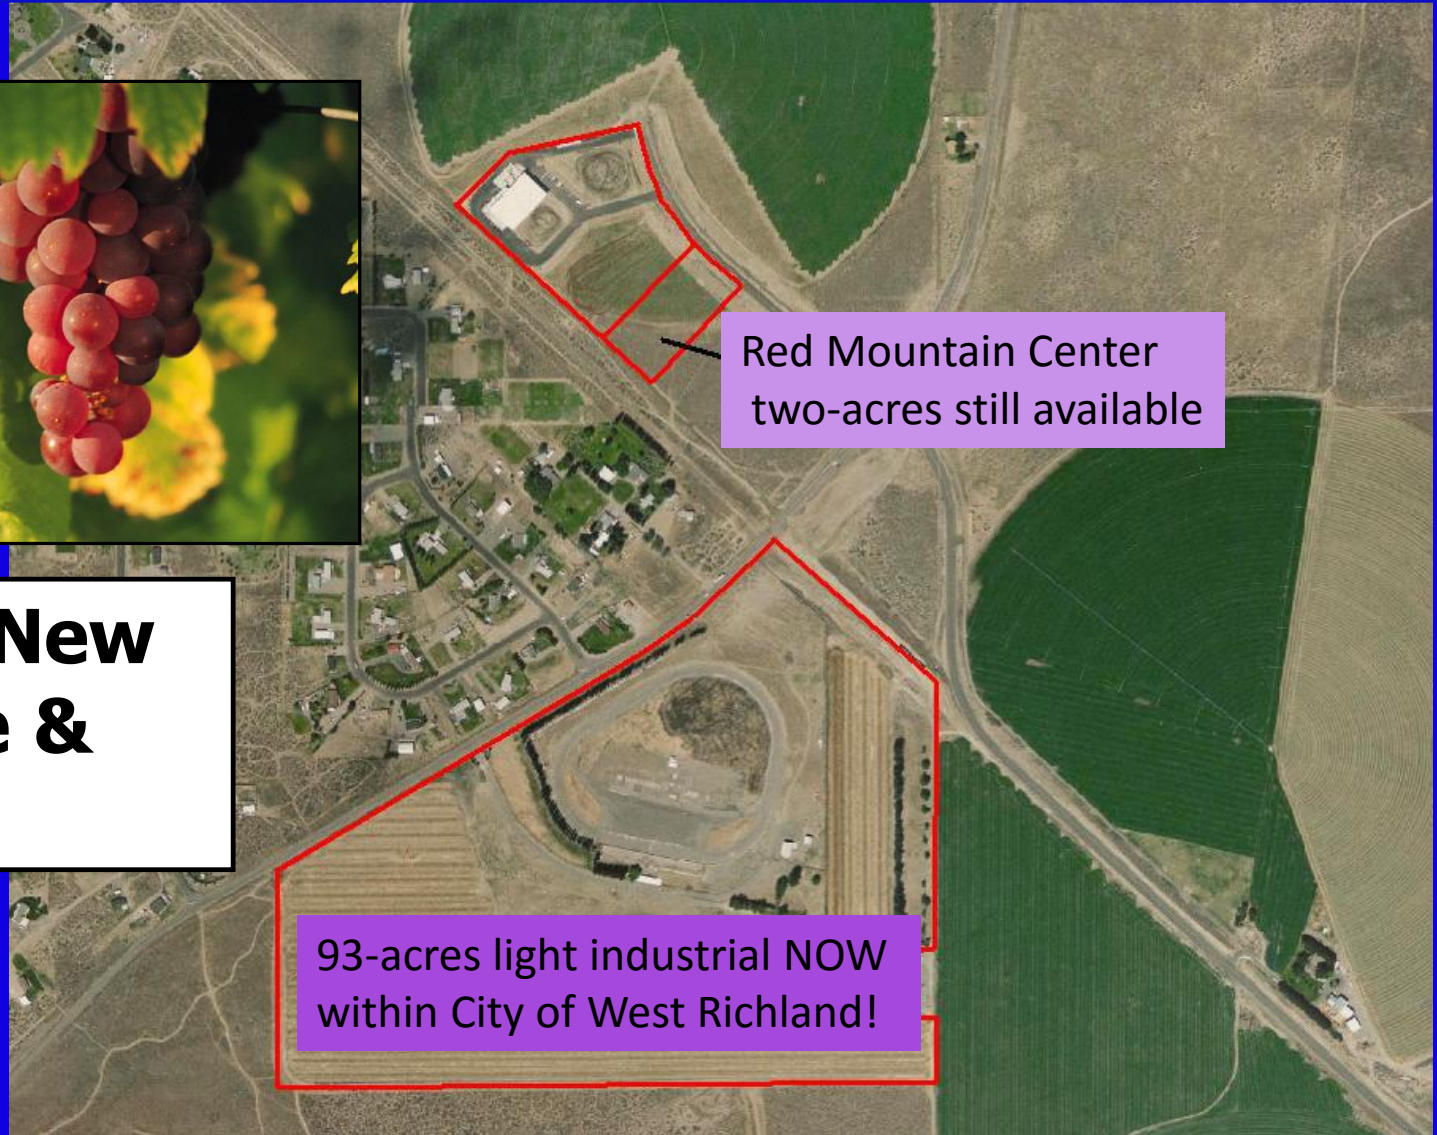 Red Mountain Center
two-acres still available
New
&
93-acres light industrial NOW
within City of West Richland!